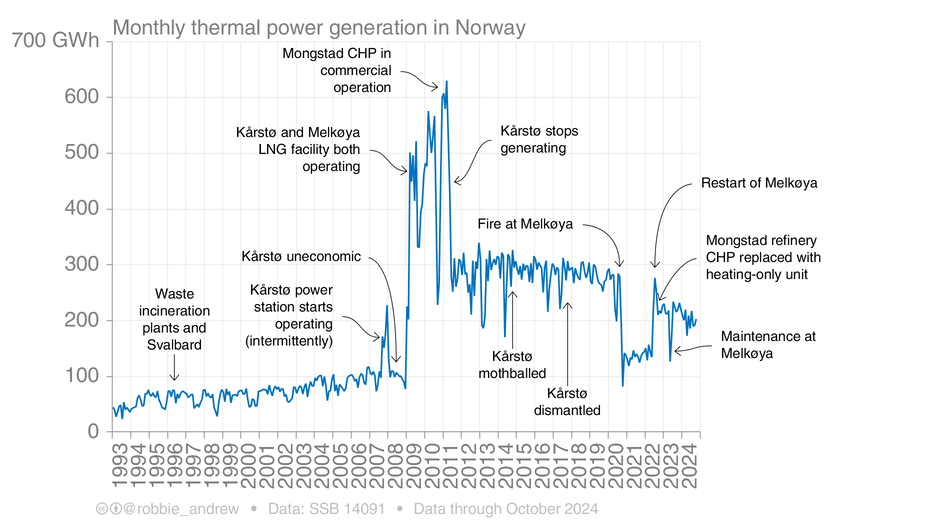 Monthly thermal power generation in Norway
700 GWh
600
500
400
300
200
100
0
Mongstad CHP in
commercial
operation
Kårstø and Melkøya
LNG facility both
operating
Kårstø stops
generating
Restart of Melkøya
Fire at Melkøya
Mongstad refinery
CHP replaced with
heating-only unit
Kårstø uneconomic
Kårstø power
station starts
operating
(intermittently)
Waste
incineration
plants and
Svalbard
Maintenance at
Melkøya
Kårstø
mothballed
Kårstø
dismantled
1993
1994
1995
1996
1997
1998
1999
2000
2001
2002
2003
2004
2005
2006
2007
2008
2009
2010
2011
2012
2013
2014
2015
2016
2017
2018
2019
2020
2021
2022
2023
2024
@robbie_andrew • Data: SSB 14091 • Data through October 2024